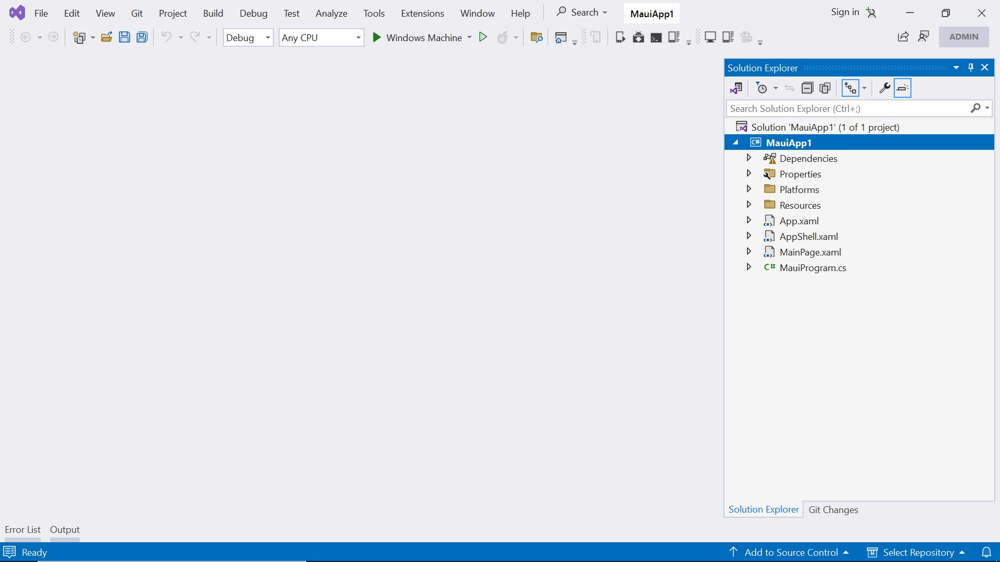 File Edit View Git Project Build Debug Test Analyze Tools Extensions Window Help Search MauiApp1 Sign in
Debug Any CPU Windows Machine ADMIN
Solution Explorer
Search Solution Explorer (Ctrl+;)
Solution 'MauiApp1' (1 of 1 project)
C# MauiApp1
Dependencies
Properties
Platforms
Resources
App.xaml
AppShell.xaml
MainPage.xaml
C# MauiProgram.cs
Solution Explorer Git Changes
Error List Output
Ready Add to Source Control Select Repository